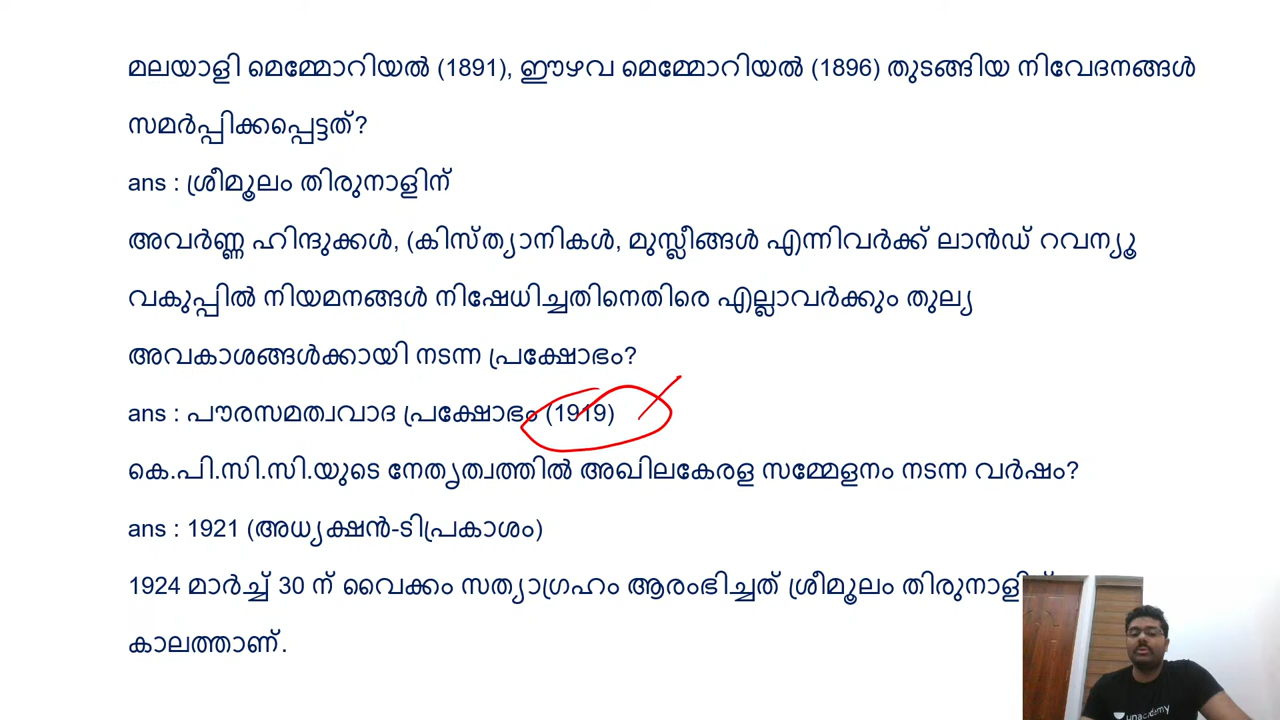 മലയാളി മെമ്മോറിയൽ (1891), ഈഴവ മെമ്മോറിയൽ (1896) തുടങ്ങിയ നിവേദനങ്ങൾ
സമർപ്പിക്കപ്പെട്ടത്?
ans : ശ്രീമൂലം തിരുനാളിന്
അവർണ്ണ ഹിന്ദുക്കൾ, (കിസ്ത്യാനികൾ, മുസ്ലീങ്ങൾ എന്നിവർക്ക് ലാൻഡ് റവന്യൂ
വകുപ്പിൽ നിയമനങ്ങൾ നിഷേധിച്ചതിനെതിരെ എല്ലാവർക്കും തുല്യ
അവകാശങ്ങൾക്കായി നടന്ന പ്രക്ഷോഭം?
ans : പൗരസമത്വവാദ പ്രക്ഷോഭം (1919)
കെ.പി.സി.സി.യുടെ നേതൃത്വത്തിൽ അഖിലകേരള സമ്മേളനം നടന്ന വർഷം?
ans : 1921 (അധ്യക്ഷൻ-ടിപ്രകാശം)
1924 മാർച്ച് 30 ന് വൈക്കം സത്യാഗ്രഹം ആരംഭിച്ചത് ശ്രീമൂലം
കാലത്താണ്.
unacademy